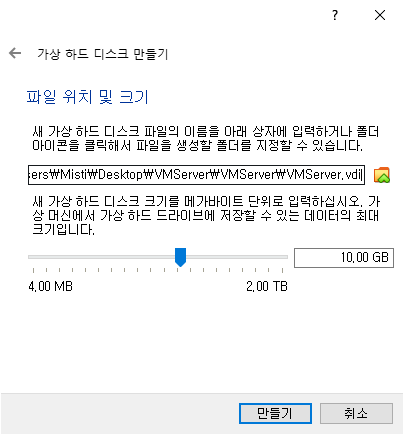 ?
가상 하드 디스크 만들기
파일 위치 및 크기
새 가상 하드 디스크 파일의 이름을 아래 상자에 입력하거나 폴더
아이콘을 클릭해서 파일을 생성할 폴더를 지정할 수 있습니다.
sers₩Misti₩Desktop₩VMServer₩VMServer₩VMServer.vdi
새 가상 하드 디스크 크기를 메가바이트 단위로 입력하십시오. 가
상 머신에서 가상 하드 드라이브에 저장할 수 있는 데이터의 최대
크기입니다.
10.00 GB
4.00 MB 2.00 TB
만들기 취소